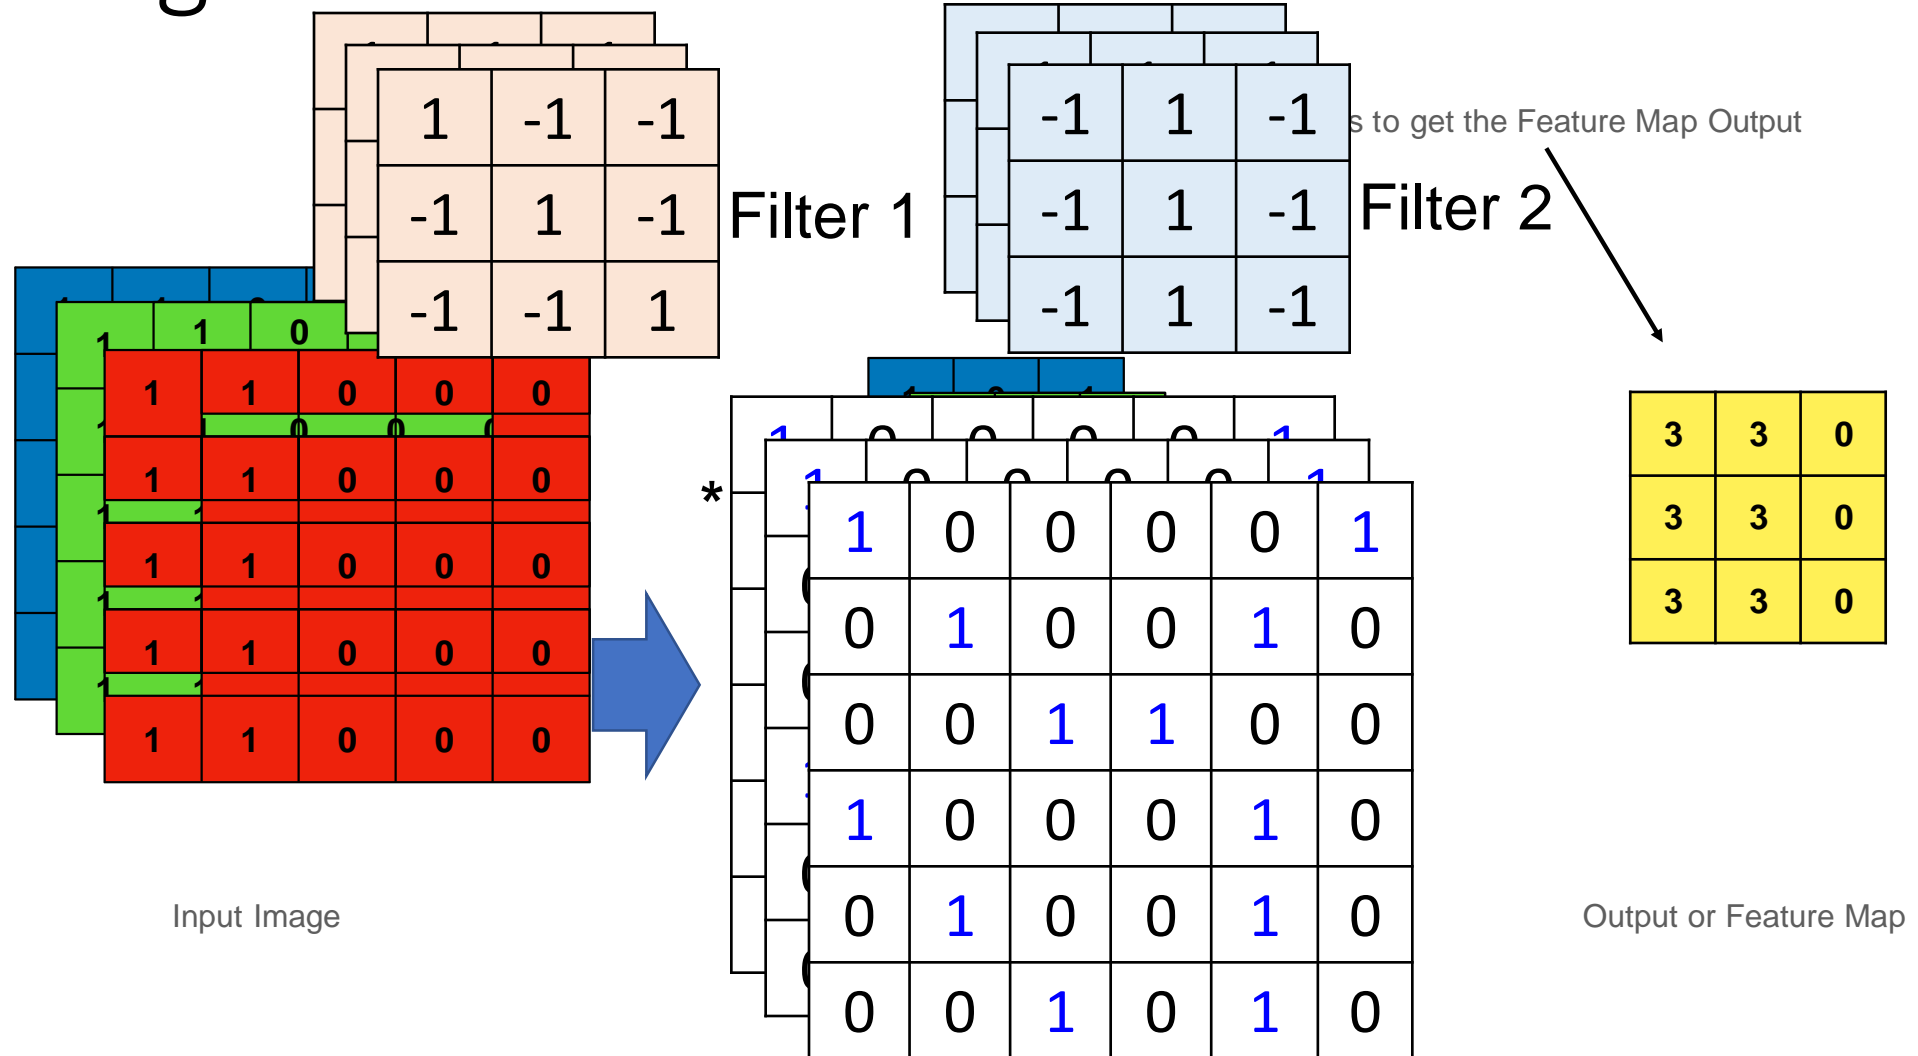 1 -1 -1
-1 1 -1
-1 -1 1
Filter 1
-1 1 -1
-1 1 -1
-1 1 -1
Filter 2
s to get the Feature Map Output
1 1 0
1 1 0 0 0
1 1 0 0 0
1 1 0 0 0
1 1 0 0 0
1 1 0 0 0
Input Image
*
1 0 0 0 0 1
0 1 0 0 1 0
0 0 1 1 0 0
1 0 0 0 1 0
0 1 0 0 1 0
0 0 1 0 1 0
3 3 0
3 3 0
3 3 0
Output or Feature Map